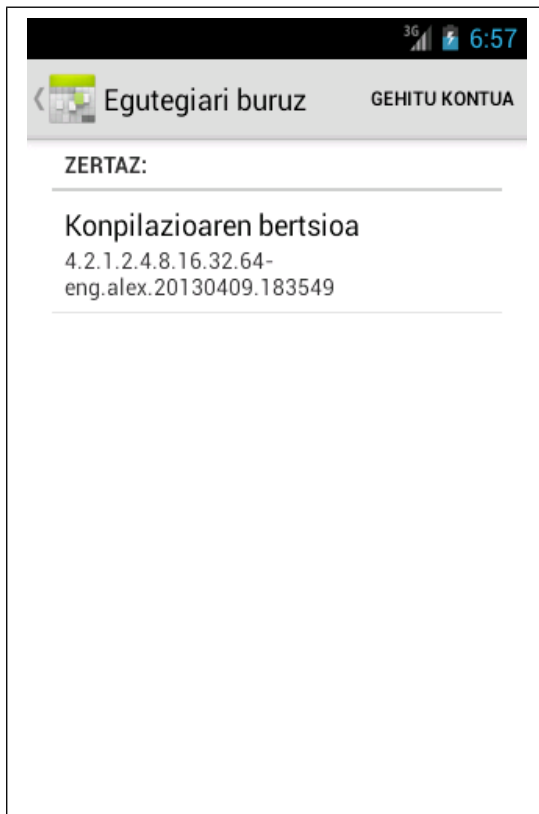 3G 6:57
Egutegiari buruz GEHITU KONTUA
ZERTAZ:
Konpilazioaren bertsioa
4.2.1.2.4.8.16.32.64-
eng.alex.20130409.183549